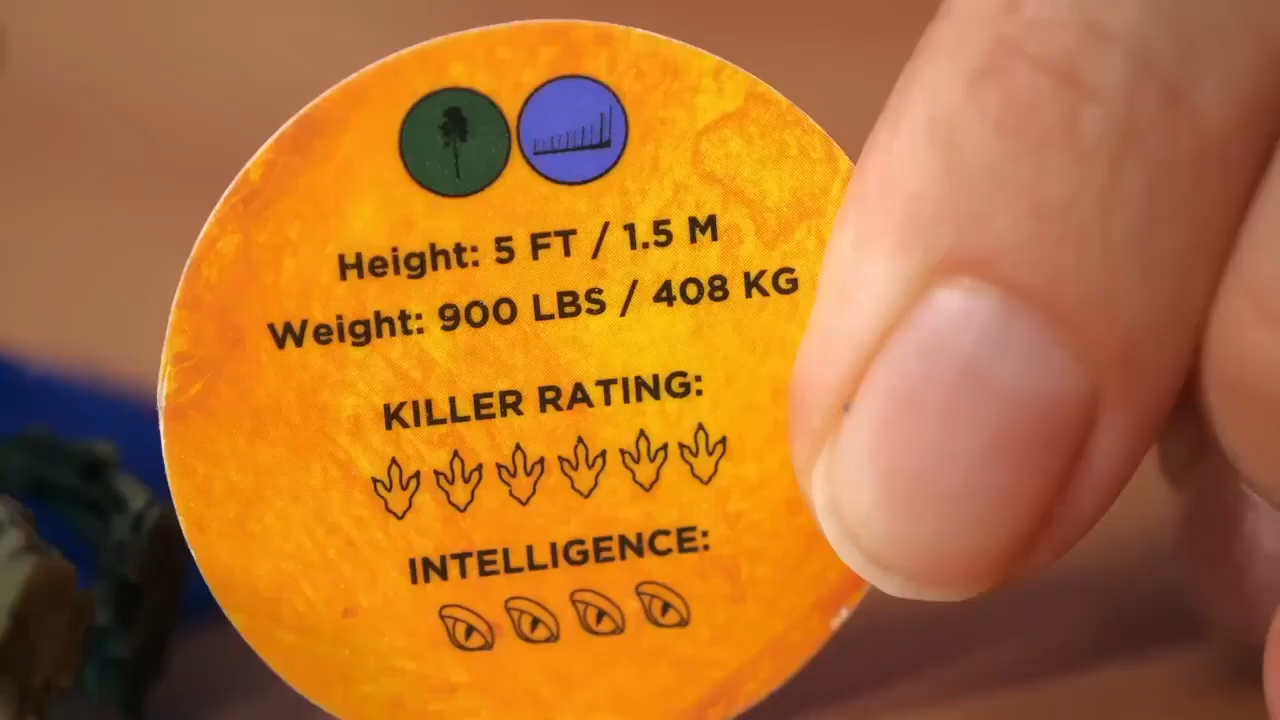 Height: 5 FT / 1.5 M
Weight: 900 LBS / 408 KG
KILLER RATING:
INTELLIGENCE: